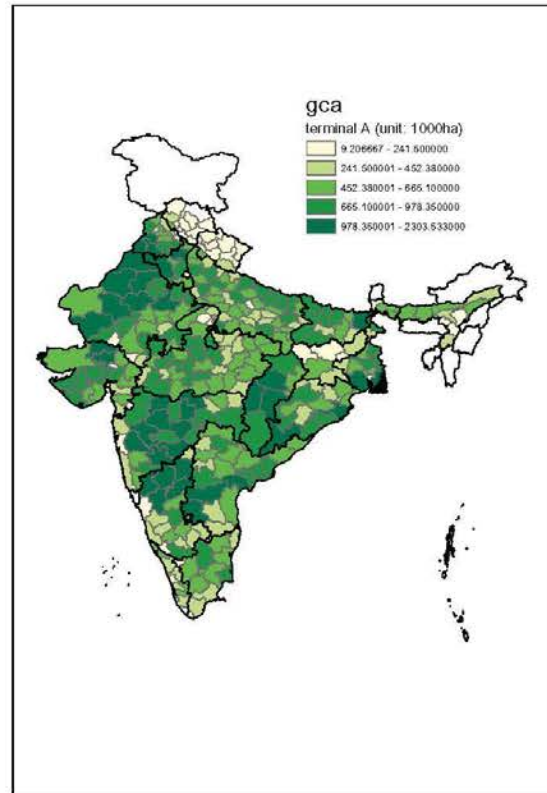 gca
terminal A (unit: 1000ha)
9.206667 - 241.500000
241.500001 - 452.380000
452.380001 - 665.100000
665.100001 - 978.350000
978.350001 - 2303.533000